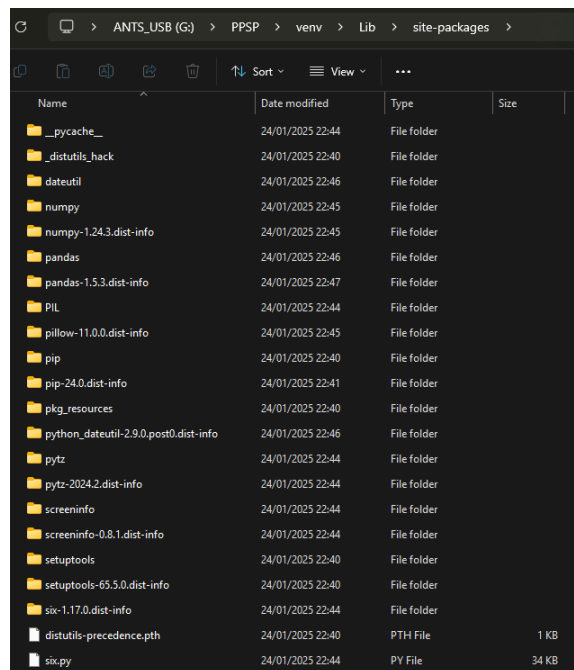 ANTS_USB (G:) > PPSP > venv > Lib > site-packages >
Sort View ...
Name Date modified Type Size
__pycache__ 24/01/2025 22:44 File folder
_distutils_hack 24/01/2025 22:40 File folder
dateutil 24/01/2025 22:46 File folder
numpy 24/01/2025 22:45 File folder
numpy-1.24.3.dist-info 24/01/2025 22:45 File folder
pandas 24/01/2025 22:46 File folder
pandas-1.5.3.dist-info 24/01/2025 22:47 File folder
PIL 24/01/2025 22:44 File folder
pillow-11.0.0.dist-info 24/01/2025 22:45 File folder
pip 24/01/2025 22:40 File folder
pip-24.0.dist-info 24/01/2025 22:41 File folder
pkg_resources 24/01/2025 22:40 File folder
python_dateutil-2.9.0.post0.dist-info 24/01/2025 22:46 File folder
pytz 24/01/2025 22:44 File folder
pytz-2024.2.dist-info 24/01/2025 22:44 File folder
screeninfo 24/01/2025 22:44 File folder
screeninfo-0.8.1.dist-info 24/01/2025 22:44 File folder
setuptools 24/01/2025 22:40 File folder
setuptools-65.5.0.dist-info 24/01/2025 22:40 File folder
six-1.17.0.dist-info 24/01/2025 22:44 File folder
distutils-precedence.pth 24/01/2025 22:40 PTH File 1 KB
six.py 24/01/2025 22:44 PY File 34 KB